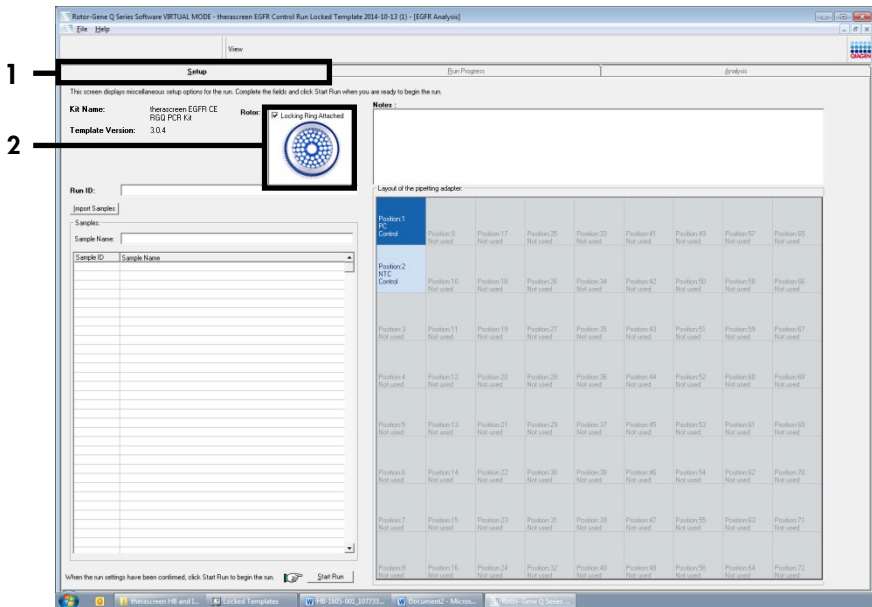 Rotor-Gene Q Series Software VIRTUAL MODE - therascreen EGFR Control Run Locked Template 2014-10-13 (1) - [EGFR Analysis]
File Help
View
QIAGEN
1
Setup
Run Progress
Analysis
This screen displays miscellaneous setup options for the run. Complete the fields and click Start Run when you are ready to begin the run.
Kit Name:
therascreen EGFR CE
RGQ PCR Kit
Rotor:
Locking Ring Attached
Notes :
Template Version:
3.0.4
2
Run ID:
Layout of the pipetting adapter:
Import Samples
Samples:
Sample Name:
Sample ID
Sample Name
Position:1
PC
Control
Position:9
Not used
Position:17
Not used
Position:25
Not used
Position:33
Not used
Position:41
Not used
Position:49
Not used
Position:57
Not used
Position:65
Not used
Position:2
NTC
Control
Position:10
Not used
Position:18
Not used
Position:26
Not used
Position:34
Not used
Position:42
Not used
Position:50
Not used
Position:58
Not used
Position:66
Not used
Position:3
Not used
Position:11
Not used
Position:19
Not used
Position:27
Not used
Position:35
Not used
Position:43
Not used
Position:51
Not used
Position:59
Not used
Position:67
Not used
Position:4
Not used
Position:12
Not used
Position:20
Not used
Position:28
Not used
Position:36
Not used
Position:44
Not used
Position:52
Not used
Position:60
Not used
Position:68
Not used
Position:5
Not used
Position:13
Not used
Position:21
Not used
Position:29
Not used
Position:37
Not used
Position:45
Not used
Position:53
Not used
Position:61
Not used
Position:69
Not used
Position:6
Not used
Position:14
Not used
Position:22
Not used
Position:30
Not used
Position:38
Not used
Position:46
Not used
Position:54
Not used
Position:62
Not used
Position:70
Not used
Position:7
Not used
Position:15
Not used
Position:23
Not used
Position:31
Not used
Position:39
Not used
Position:47
Not used
Position:55
Not used
Position:63
Not used
Position:71
Not used
Position:8
Not used
Position:16
Not used
Position:24
Not used
Position:32
Not used
Position:40
Not used
Position:48
Not used
Position:56
Not used
Position:64
Not used
Position:72
Not used
When the run settings have been confirmed, click Start Run to begin the run.
Start Run
therascreen HB and I...
Locked Templates
HB-1605-001_107733...
Document2 - Micros...
Rotor-Gene Q Series ...